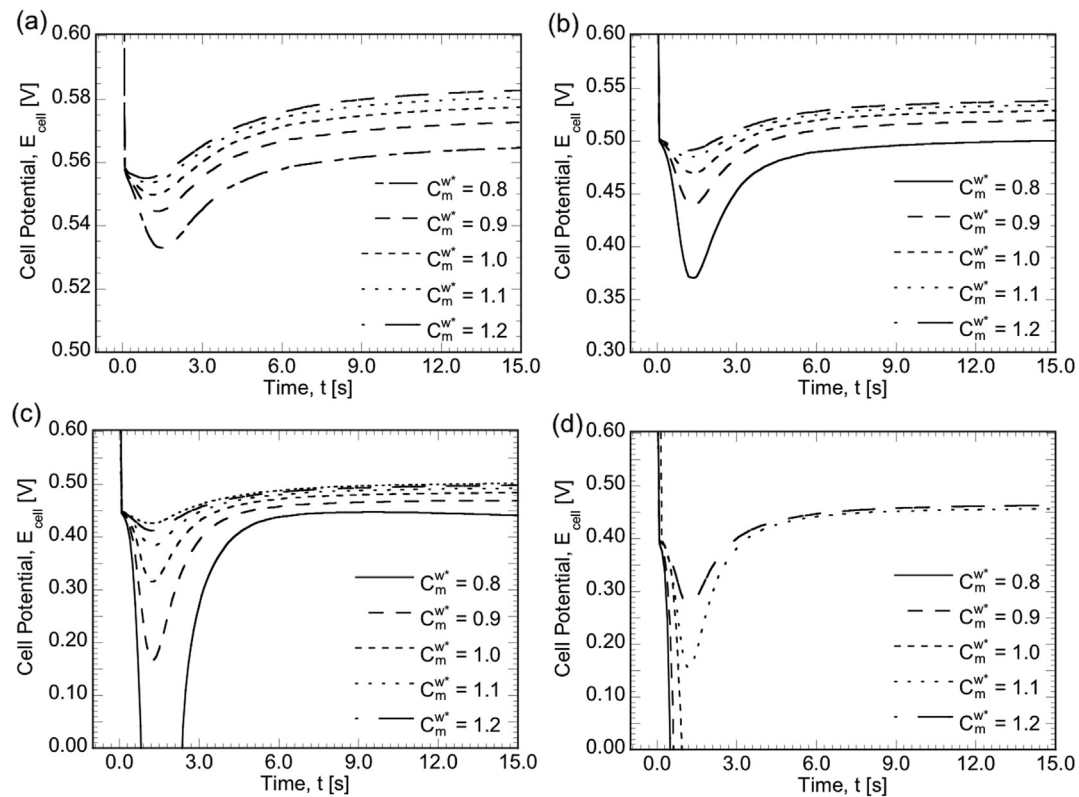 (a)
0.60
0.58
0.56
0.54
0.52
0.50
Cell Potential, E_cell [V]
C_m^w* = 0.8
C_m^w* = 0.9
C_m^w* = 1.0
C_m^w* = 1.1
C_m^w* = 1.2
0.0 3.0 6.0 9.0 12.0 15.0
Time, t [s]
(b)
0.60
0.55
0.50
0.45
0.40
0.35
0.30
Cell Potential, E_cell [V]
C_m^w* = 0.8
C_m^w* = 0.9
C_m^w* = 1.0
C_m^w* = 1.1
C_m^w* = 1.2
0.0 3.0 6.0 9.0 12.0 15.0
Time, t [s]
(c)
0.60
0.50
0.40
0.30
0.20
0.10
0.00
Cell Potential, E_cell [V]
C_m^w* = 0.8
C_m^w* = 0.9
C_m^w* = 1.0
C_m^w* = 1.1
C_m^w* = 1.2
0.0 3.0 6.0 9.0 12.0 15.0
Time, t [s]
(d)
0.60
0.50
0.40
0.30
0.20
0.10
0.00
Cell Potential, E_cell [V]
C_m^w* = 0.8
C_m^w* = 0.9
C_m^w* = 1.0
C_m^w* = 1.1
C_m^w* = 1.2
0.0 3.0 6.0 9.0 12.0 15.0
Time, t [s]